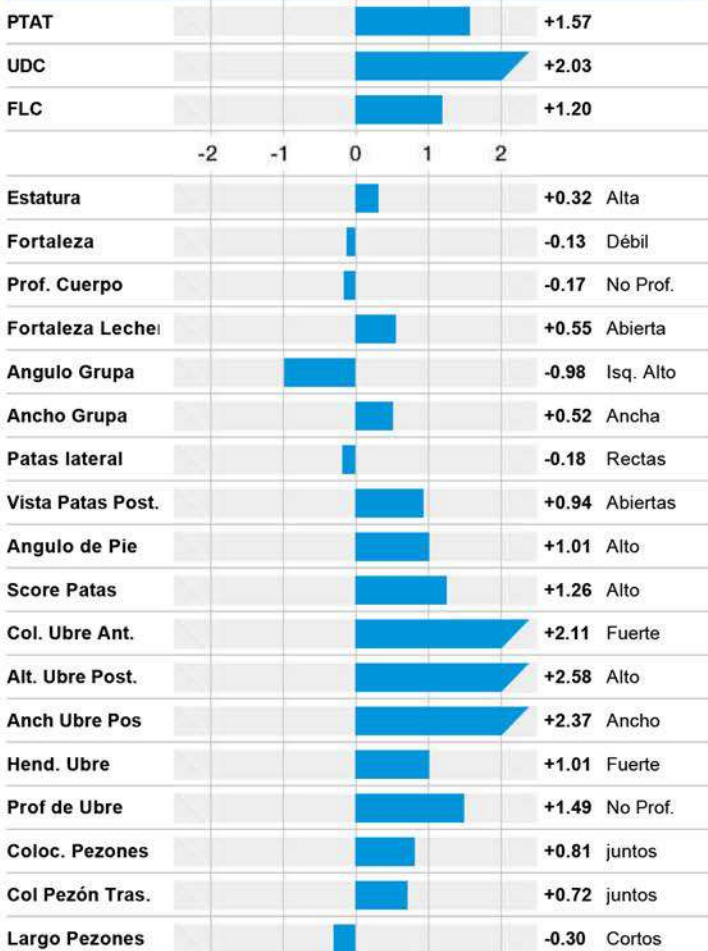 PTAT +1.57
UDC +2.03
FLC +1.20
-2 -1 0 1 2
Estatura +0.32 Alta
Fortaleza -0.13 Débil
Prof. Cuerpo -0.17 No Prof.
Fortaleza Leche +0.55 Abierta
Angulo Grupa -0.98 Isq. Alto
Ancho Grupa +0.52 Ancha
Patas lateral -0.18 Rectas
Vista Patas Post. +0.94 Abiertas
Angulo de Pie +1.01 Alto
Score Patas +1.26 Alto
Col. Ubre Ant. +2.11 Fuerte
Alt. Ubre Post. +2.58 Alto
Anch Ubre Pos +2.37 Ancho
Hend. Ubre +1.01 Fuerte
Prof de Ubre +1.49 No Prof.
Coloc. Pezones +0.81 juntos
Col Pezón Tras. +0.72 juntos
Largo Pezones -0.30 Cortos